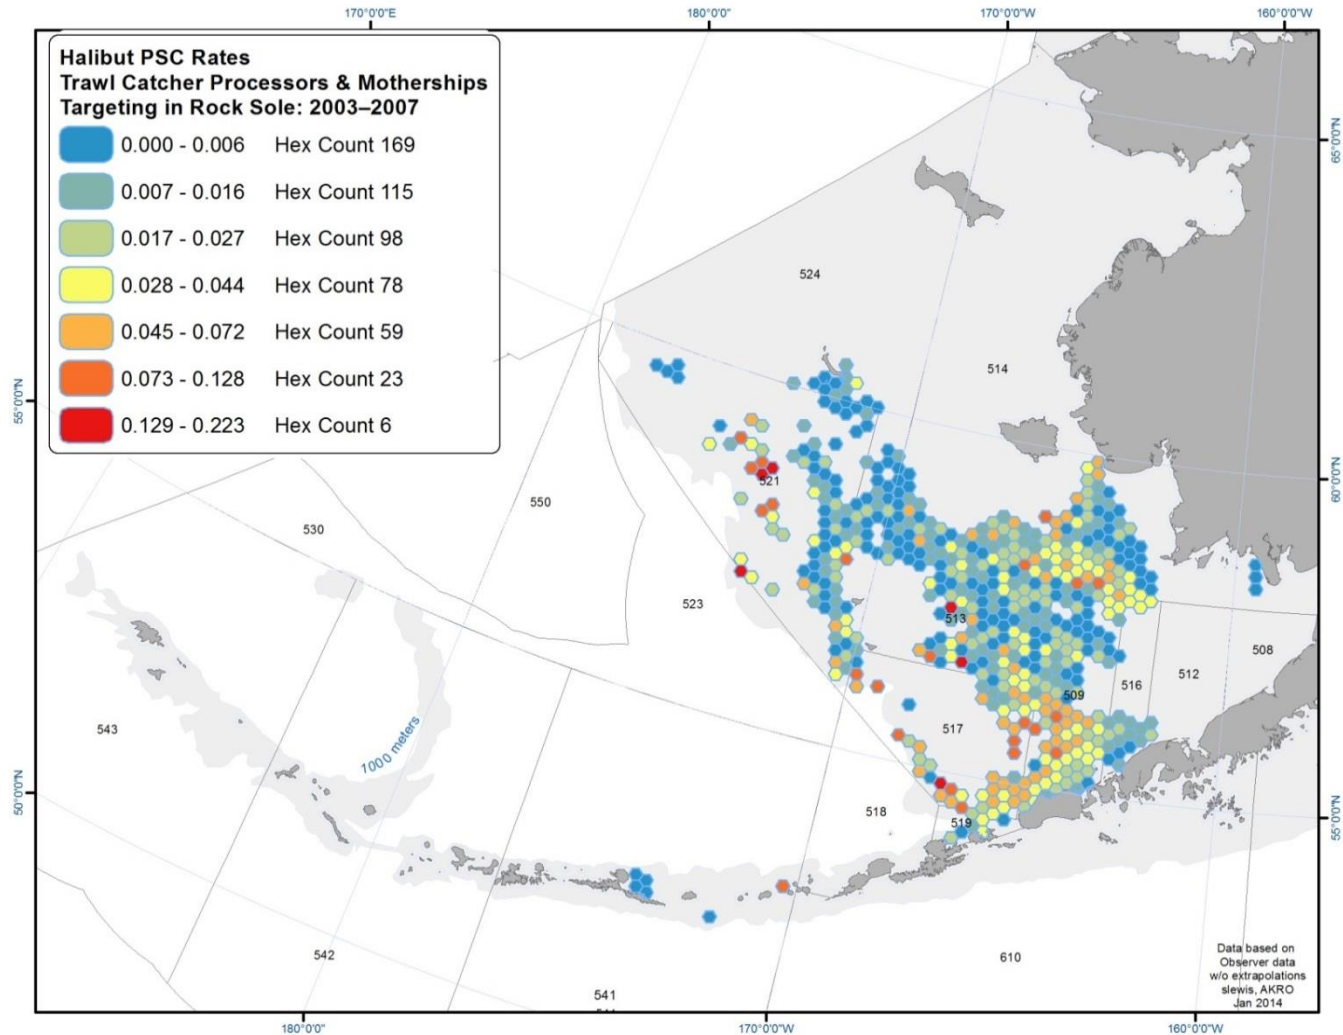 170°0'0"E
180°0'0"
170°0'0"W
160°0'0"W
Halibut PSC Rates
Trawl Catcher Processors & Motherships
Targeting in Rock Sole: 2003–2007
0.000 - 0.006 Hex Count 169
0.007 - 0.016 Hex Count 115
0.017 - 0.027 Hex Count 98
0.028 - 0.044 Hex Count 78
0.045 - 0.072 Hex Count 59
0.073 - 0.128 Hex Count 23
0.129 - 0.223 Hex Count 6
65°0'0"N
524
514
55°0'0"N
60°0'0"N
521
550
530
523
513
508
512
516
509
517
543
7000 meters
50°0'0"N
518
519
55°0'0"N
542
541
610
Data based on
Observer data
w/o extrapolations
slewis, AKRO
Jan 2014
180°0'0"
170°0'0"W
160°0'0"W